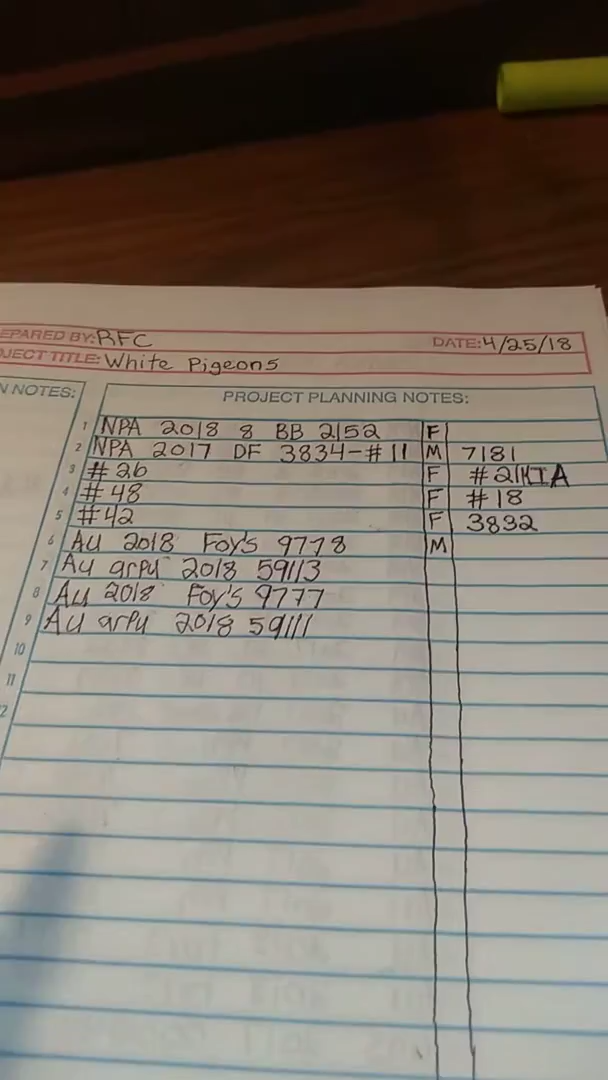 EPARED BY: RFC DATE: 4/25/18
JECT TITLE: White Pigeons
N NOTES: PROJECT PLANNING NOTES:
1 NPA 2018 8 BB 2152 F
2 NPA 2017 DF 3834-#11 M 7181
3 #26 F #21KIA
4 #48 F #18
5 #42 F 3832
6 Au 2018 Foy's 9778 M
7 Au arpu 2018 59113
8 Au 2018 Foy's 9777
9 Au arpu 2018 59111
10
11
2